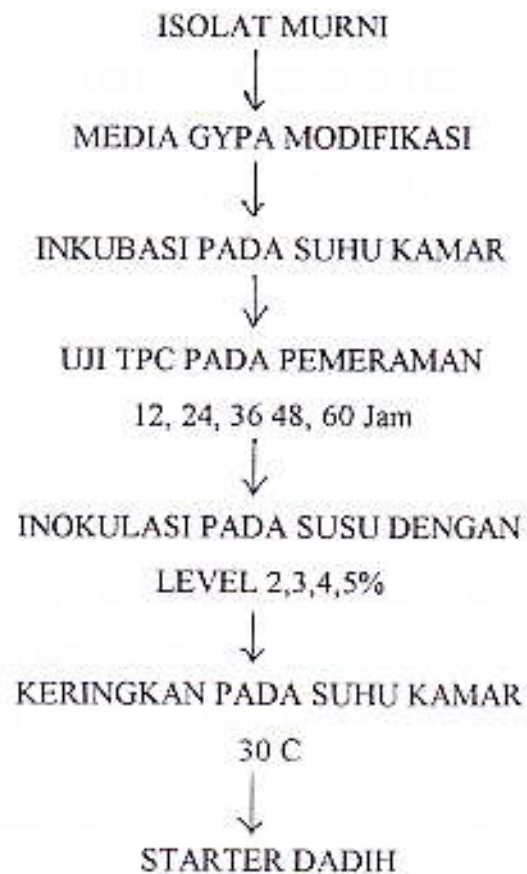 ISOLAT MURNI
MEDIA GYPA MODIFIKASI
INKUBASI PADA SUHU KAMAR
UJI TPC PADA PEMERAMAN
12, 24, 36 48, 60 Jam
INOKULASI PADA SUSU DENGAN
LEVEL 2,3,4,5%
KERINGKAN PADA SUHU KAMAR
30 C
STARTER DADIH